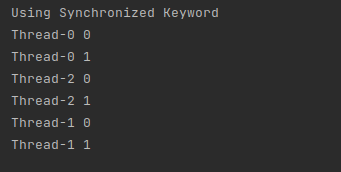 Using Synchronized Keyword
Thread-0 0
Thread-0 1
Thread-2 0
Thread-2 1
Thread-1 0
Thread-1 1